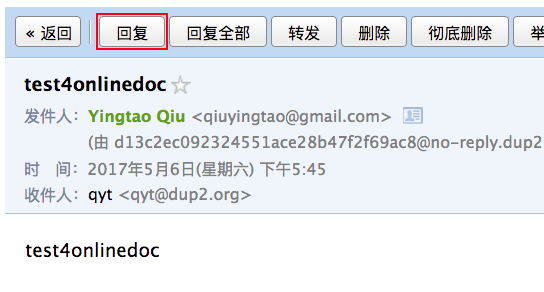 « 返回 回复 回复全部 转发 删除 彻底删除 举
test4onlinedoc
发件人: Yingtao Qiu <qiuyingtao@gmail.com>
(由 d13c2ec092324551ace28b47f2f69ac8@no-reply.dup2
时 间: 2017年5月6日(星期六) 下午5:45
收件人: qyt <qyt@dup2.org>
test4onlinedoc